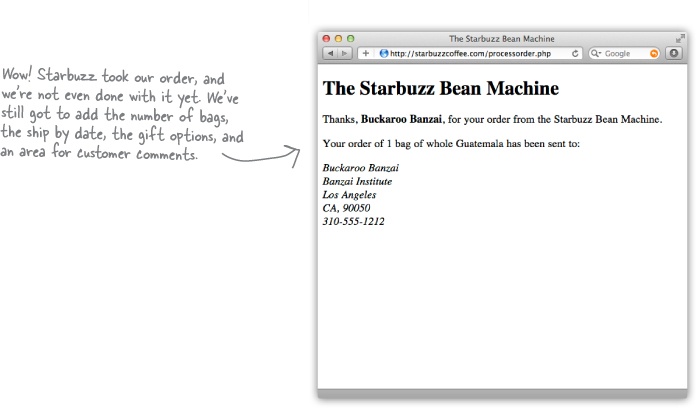 Wow! Starbuzz took our order, and
we're not even done with it yet. We've
still got to add the number of bags,
the ship by date, the gift options, and
an area for customer comments.
The Starbuzz Bean Machine
http://starbuzzcoffee.com/processorder.php
Google
The Starbuzz Bean Machine
Thanks, Buckaroo Banzai, for your order from the Starbuzz Bean Machine.
Your order of 1 bag of whole Guatemala has been sent to:
Buckaroo Banzai
Banzai Institute
Los Angeles
CA, 90050
310-555-1212